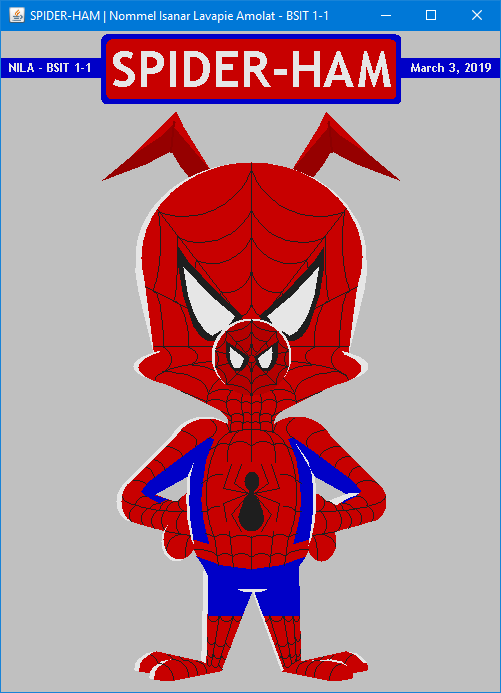 SPIDER-HAM | Nommel Isanar Lavapie Amolat - BSIT 1-1
SPIDER-HAM
NILA - BSIT 1-1
March 3, 2019